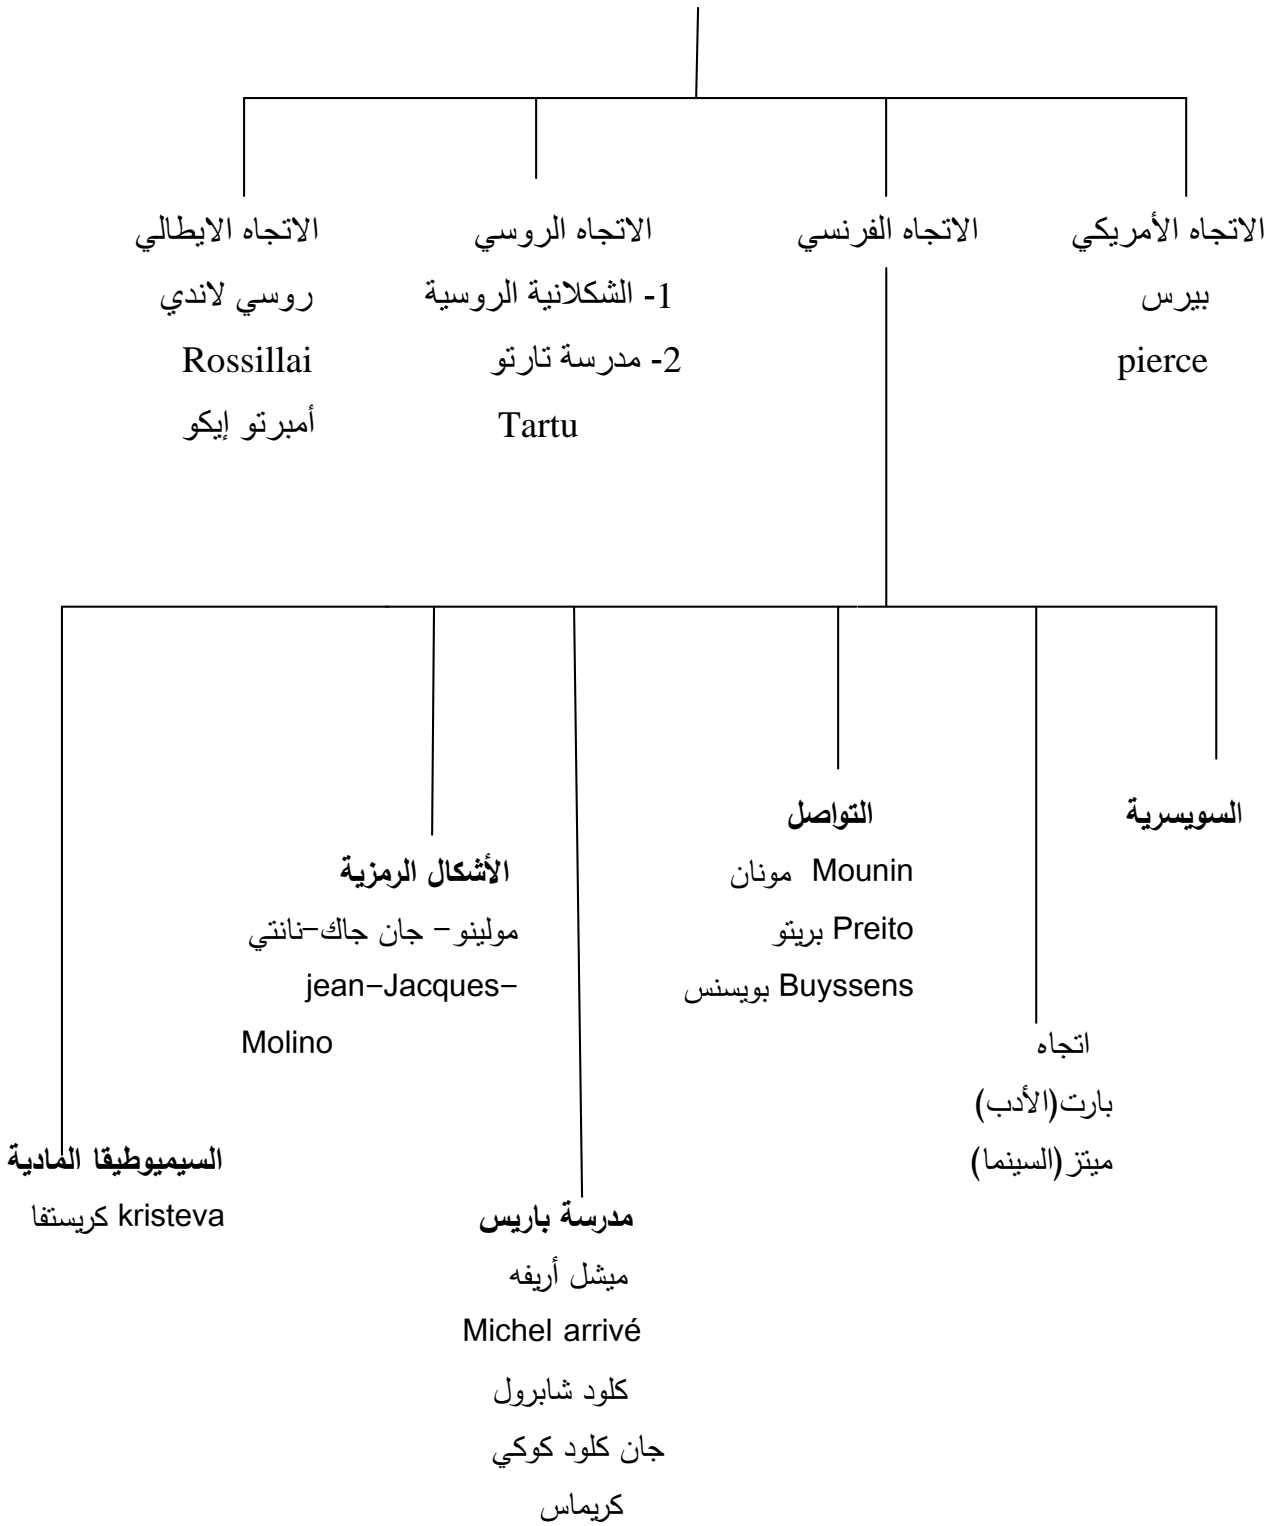 الاتجاه الأمريكي
بيرس
pierce
الاتجاه الفرنسي
الاتجاه الروسي
1- الشكلانية الروسية
2- مدرسة تارتو
Tartu
الاتجاه الايطالي
روسي لاندي
Rossillai
أمبرتو إيكو
السويسرية
اتجاه
بارت(الأدب)
ميتز(السينما)
التواصل
Mounin مونان
Preito بريتو
Buyssens بويسنس
مدرسة باريس
ميشل أريفه
Michel arrivé
كلود شابرول
جان كلود كوكي
كريماس
الأشكال الرمزية
مولينو- جان جاك-نانتي
jean-Jacques-
Molino
السيميوطيقا المادية
kristeva كريستفا